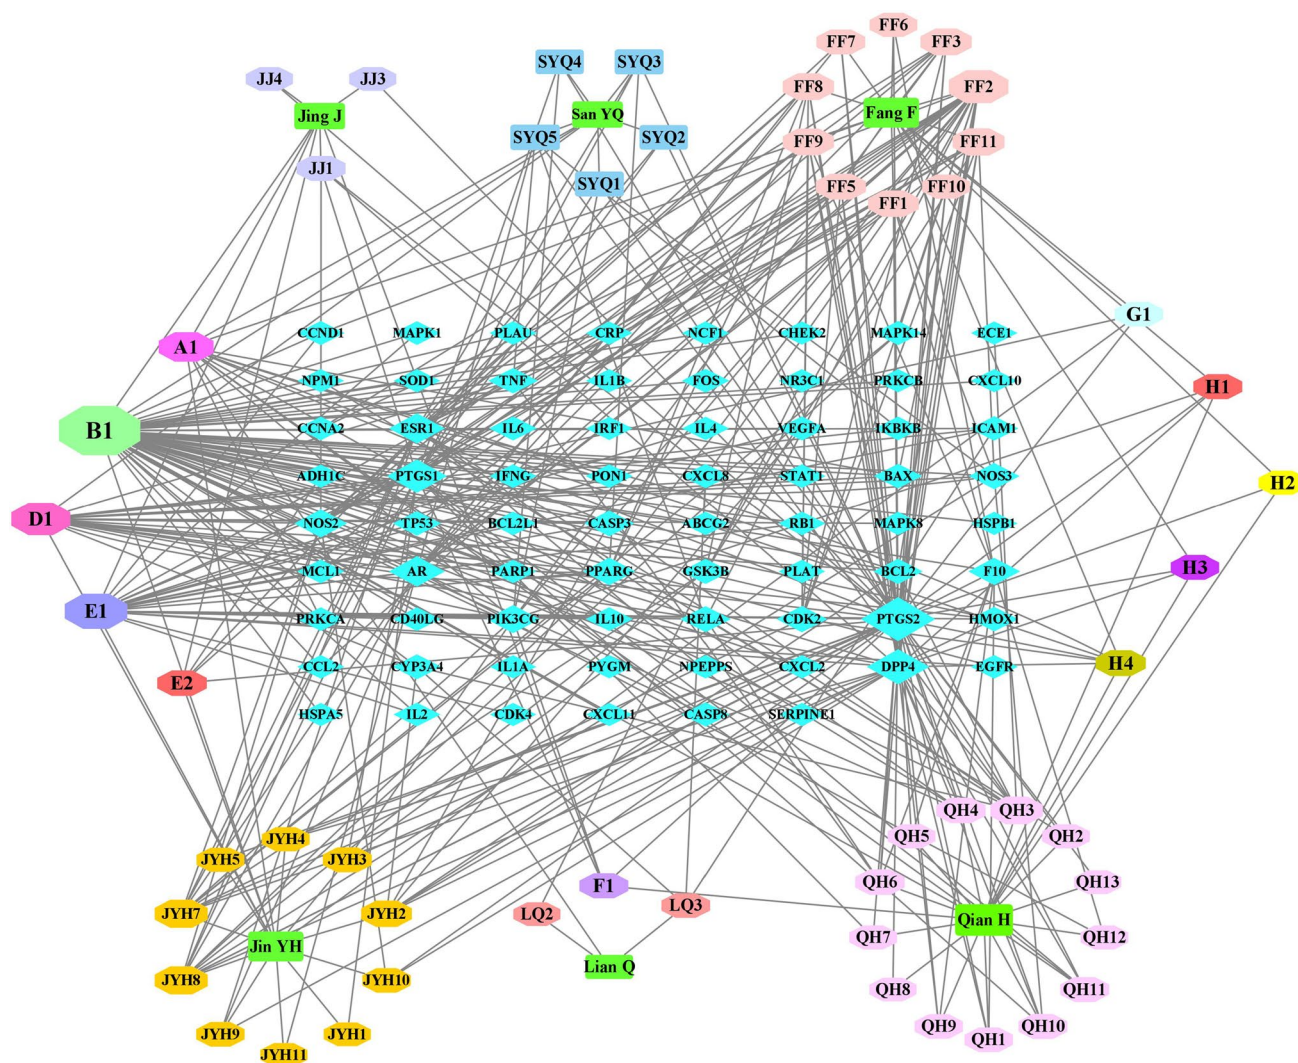 FF6
FF7
FF3
SYQ4
SYQ3
JJ4
JJ3
FF8
FF2
Jing J
San YQ
Fang F
SYQ5
SYQ2
FF9
FF11
JJ1
SYQ1
FF5
FF10
FF1
G1
CCND1 MAPK1 PLAU CRP NCF1 CHEK2 MAPK14 ECE1
A1
NPM1 SOD1 TNF IL1B FOS NR3C1 PRKCB CXCL10
H1
B1
CCNA2 ESR1 IL6 IRF1 IL4 VEGFA IKBKB ICAM1
ADH1C PTGS1 IFNG PON1 CXCL8 STAT1 BAX NOS3
H2
D1
NOS2 TP53 BCL2L1 CASP3 ABCG2 RB1 MAPK8 HSPB1
MCL1 AR PARP1 PPARG GSK3B PLAT BCL2 F10
H3
E1
PRKCA CD40LG PIK3CG IL10 RELA CDK2 PTGS2 HMOX1
CCL2 CYP3A4 IL1A PYGM NPEPPS CXCL2 DPP4 EGFR
H4
E2
HSPA5 IL2 CDK4 CXCL11 CASP8 SERPINE1
QH4
QH3
JYH4
QH5
QH2
JYH5
JYH3
QH6
QH13
F1
LQ3
JYH7
JYH2
LQ2
Qian H
QH7
QH12
Jin YH
Lian Q
JYH8
JYH10
QH8
QH11
JYH9
JYH1
QH9
QH10
QH1
JYH11